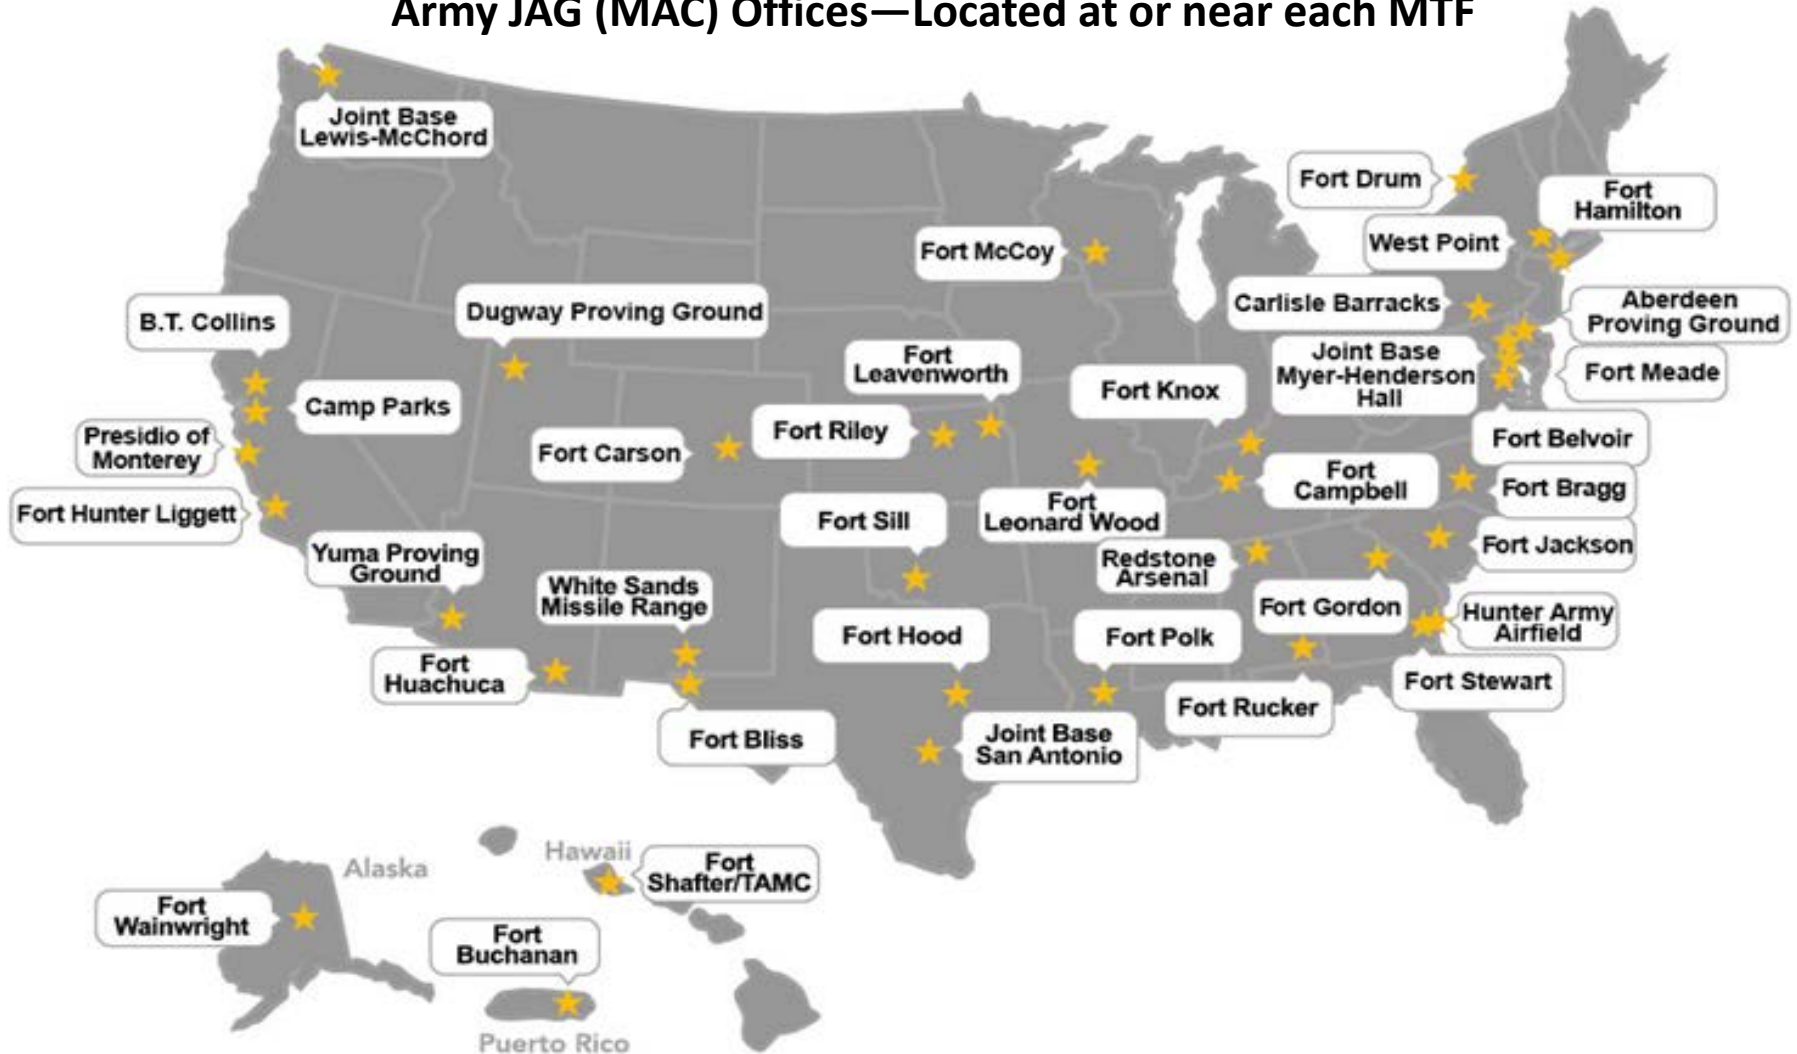 Army JAG (MAC) Offices—Located at or near each MTF
Joint Base
Lewis-McChord
Fort Drum
Fort
Hamilton
West Point
Fort McCoy
Carlisle Barracks
Aberdeen
Proving Ground
B.T. Collins
Dugway Proving Ground
Fort
Leavenworth
Joint Base
Myer-Henderson
Hall
Fort Meade
Fort Knox
Camp Parks
Presidio of
Monterey
Fort Carson
Fort Riley
Fort Belvoir
Fort
Campbell
Fort Bragg
Fort Hunter Liggett
Fort Sill
Fort
Leonard Wood
Fort Jackson
Yuma Proving
Ground
Redstone
Arsenal
White Sands
Missile Range
Fort Gordon
Hunter Army
Airfield
Fort Hood
Fort Polk
Fort
Huachuca
Fort Stewart
Fort Rucker
Fort Bliss
Joint Base
San Antonio
Alaska
Hawaii
Fort
Shafter/TAMC
Fort
Wainwright
Fort
Buchanan
Puerto Rico